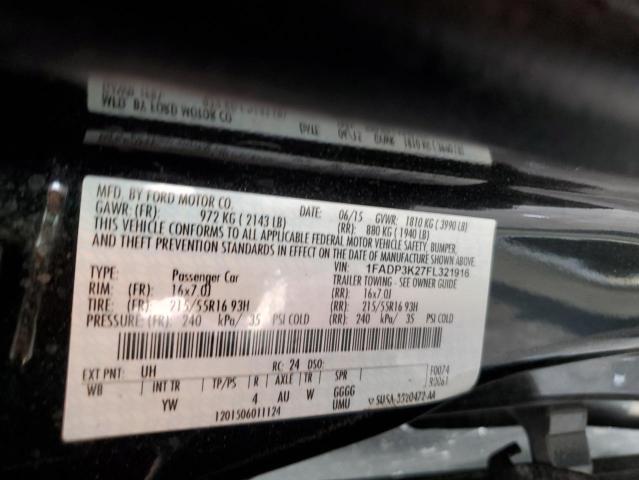 MFD. BY FORD MOTOR CO.
DATE: 06/15 GVWR: 1810 KG ( 3990 LB)
GAWR: (FR): 972 KG ( 2143 LB) (RR): 880 KG ( 1940 LB)
THIS VEHICLE CONFORMS TO ALL APPLICABLE FEDERAL MOTOR VEHICLE SAFETY, BUMPER,
AND THEFT PREVENTION STANDARDS IN EFFECT ON THE DATE OF MANUFACTURE SHOWN ABOVE.
VIN: 1FADP3K27FL321916
TYPE: Passenger Car TRAILER TOWING - SEE OWNER GUIDE
RIM: (FR): 16x7.0J (RR): 16x7.0J
TIRE: (FR): 215/55R16 93H (RR): 215/55R16 93H
PRESSURE: (FR): 240 kPa/ 35 PSI COLD (RR): 240 kPa/ 35 PSI COLD
EXT PNT: UH RC: 24 DSO: F0074
WB INT TR TP/PS R AXLE TR SPR
YW 4 AU W GGGG
UMU
1201506011124